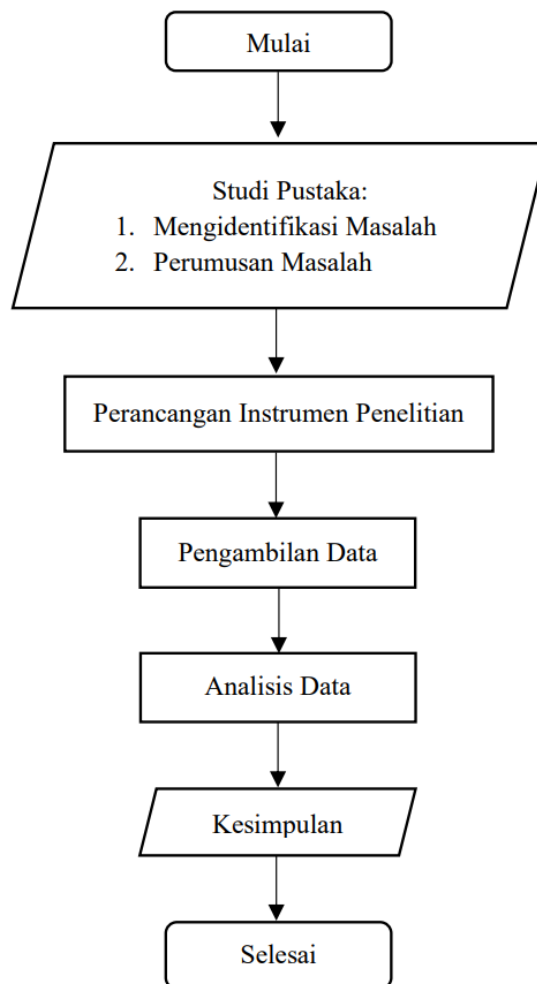 Mulai
Studi Pustaka:
1. Mengidentifikasi Masalah
2. Perumusan Masalah
Perancangan Instrumen Penelitian
Pengambilan Data
Analisis Data
Kesimpulan
Selesai